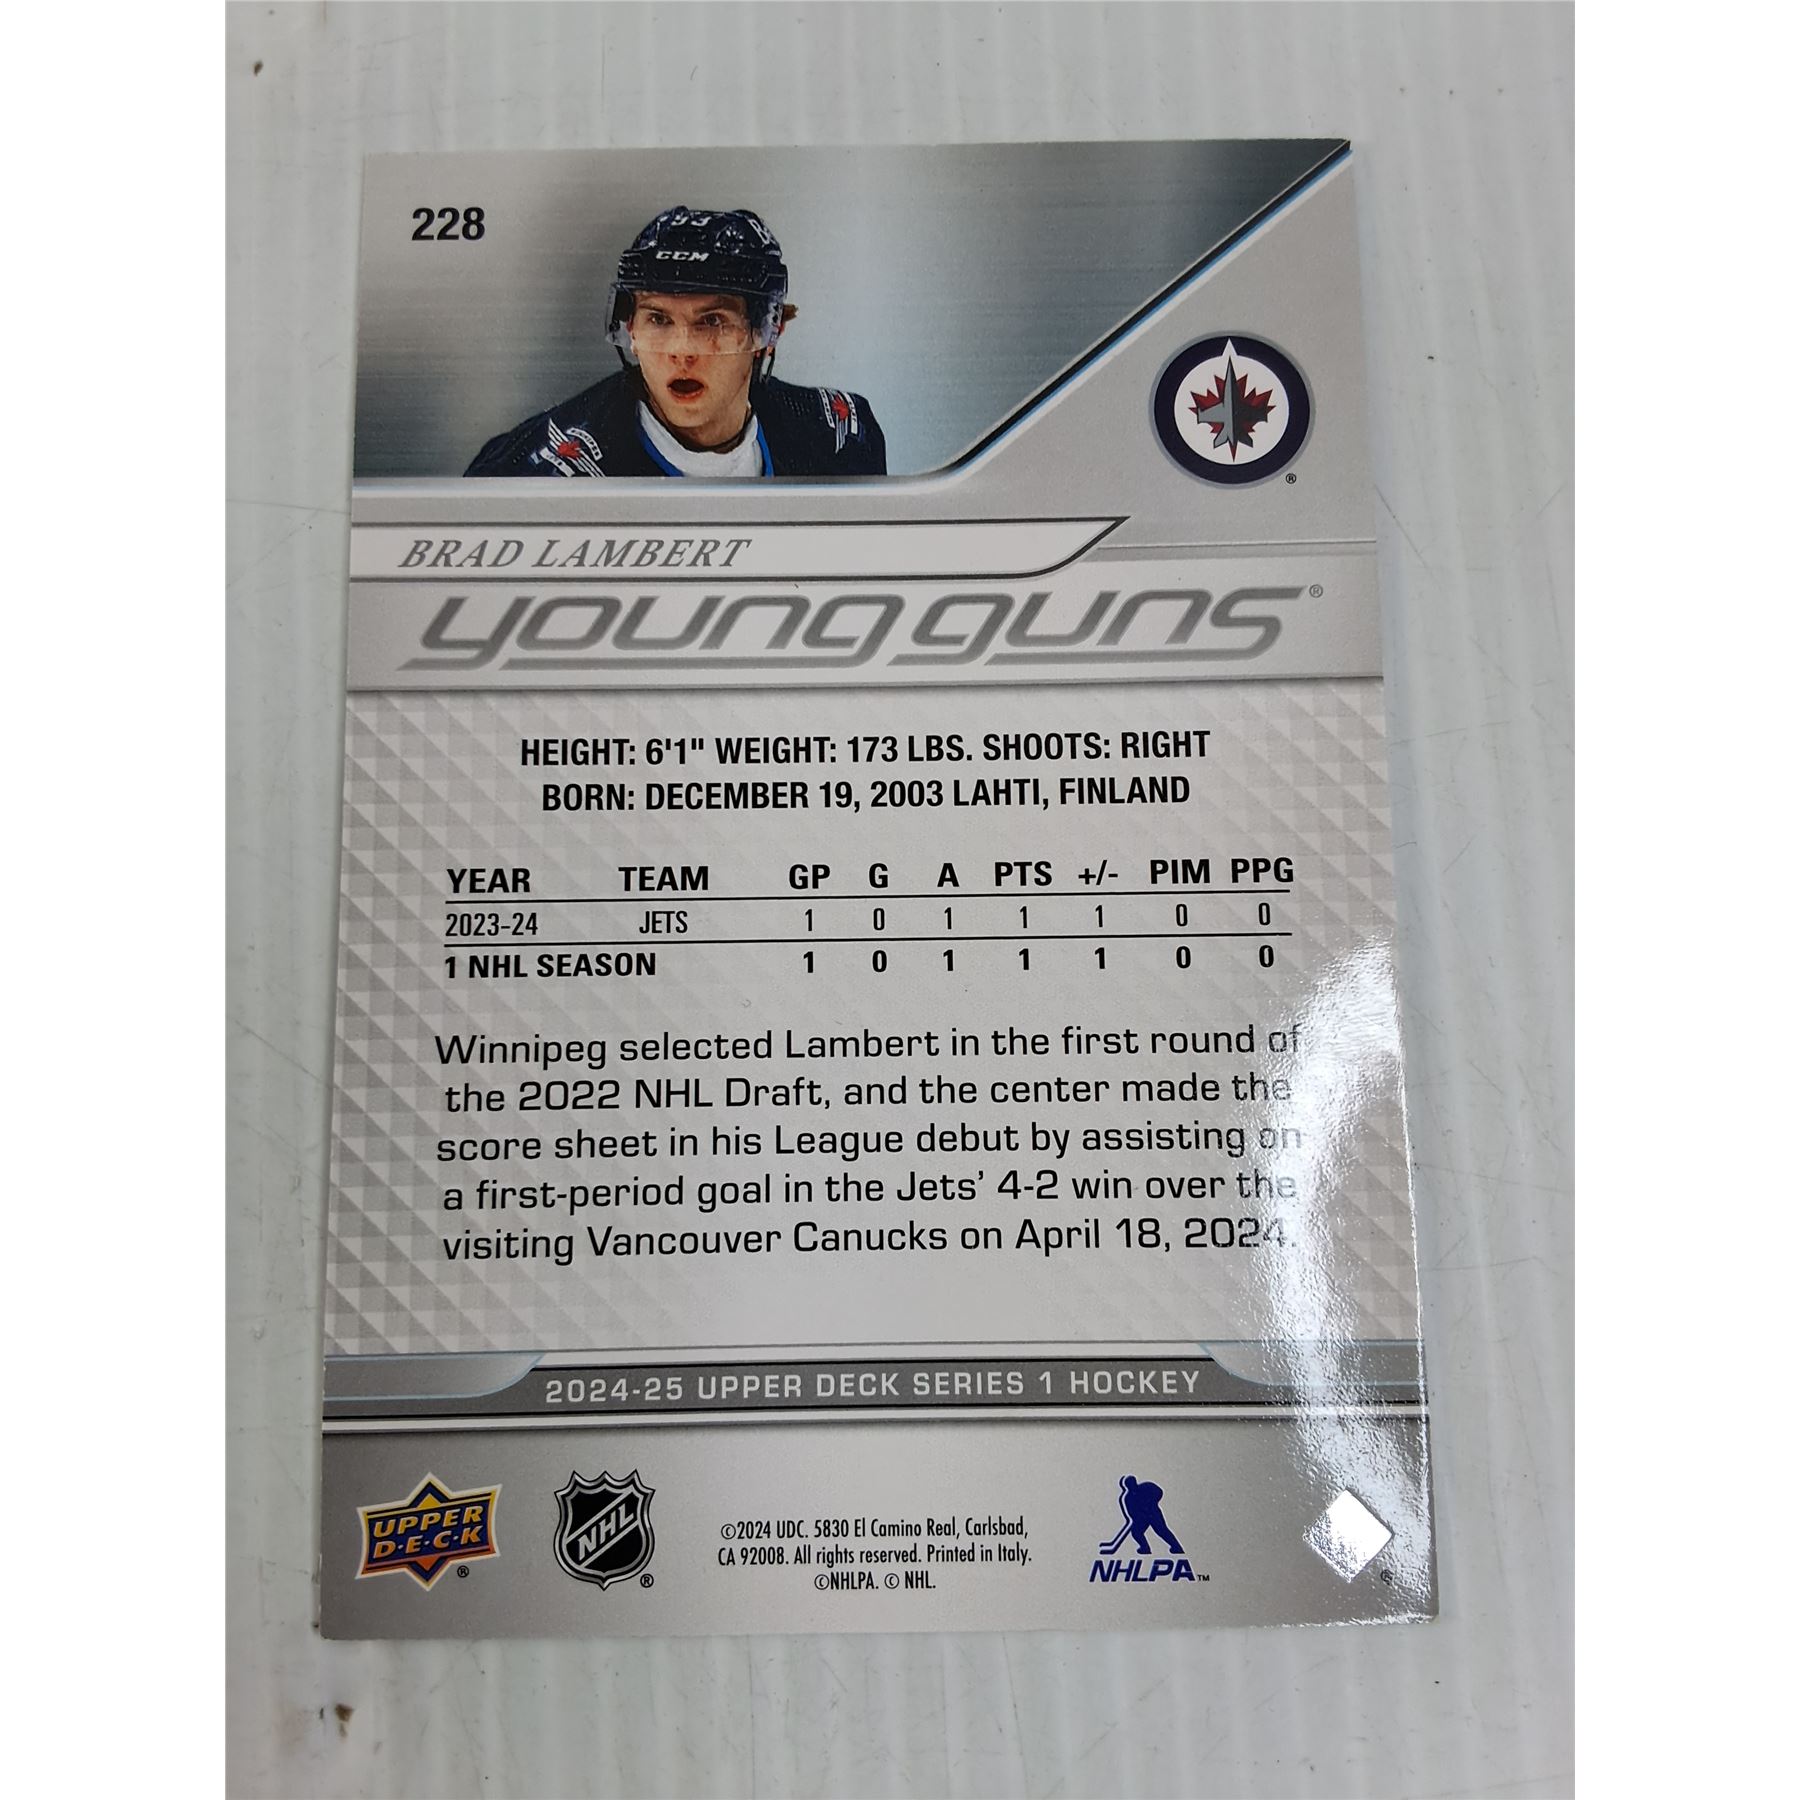 228
93
CCM
®
BRAD LAMBERT
young guns®
HEIGHT: 6'1" WEIGHT: 173 LBS. SHOOTS: RIGHT
BORN: DECEMBER 19, 2003 LAHTI, FINLAND
YEAR TEAM GP G A PTS +/- PIM PPG
2023-24 JETS 1 0 1 1 1 0 0
1 NHL SEASON 1 0 1 1 1 0 0
Winnipeg selected Lambert in the first round of
the 2022 NHL Draft, and the center made the
score sheet in his League debut by assisting on
a first-period goal in the Jets’ 4-2 win over the
visiting Vancouver Canucks on April 18, 2024.
2024-25 UPPER DECK SERIES 1 HOCKEY
UPPER
D·E·C·K
®
NHL
®
©2024 UDC. 5830 El Camino Real, Carlsbad,
CA 92008. All rights reserved. Printed in Italy.
©NHLPA. © NHL.
NHLPA™
®